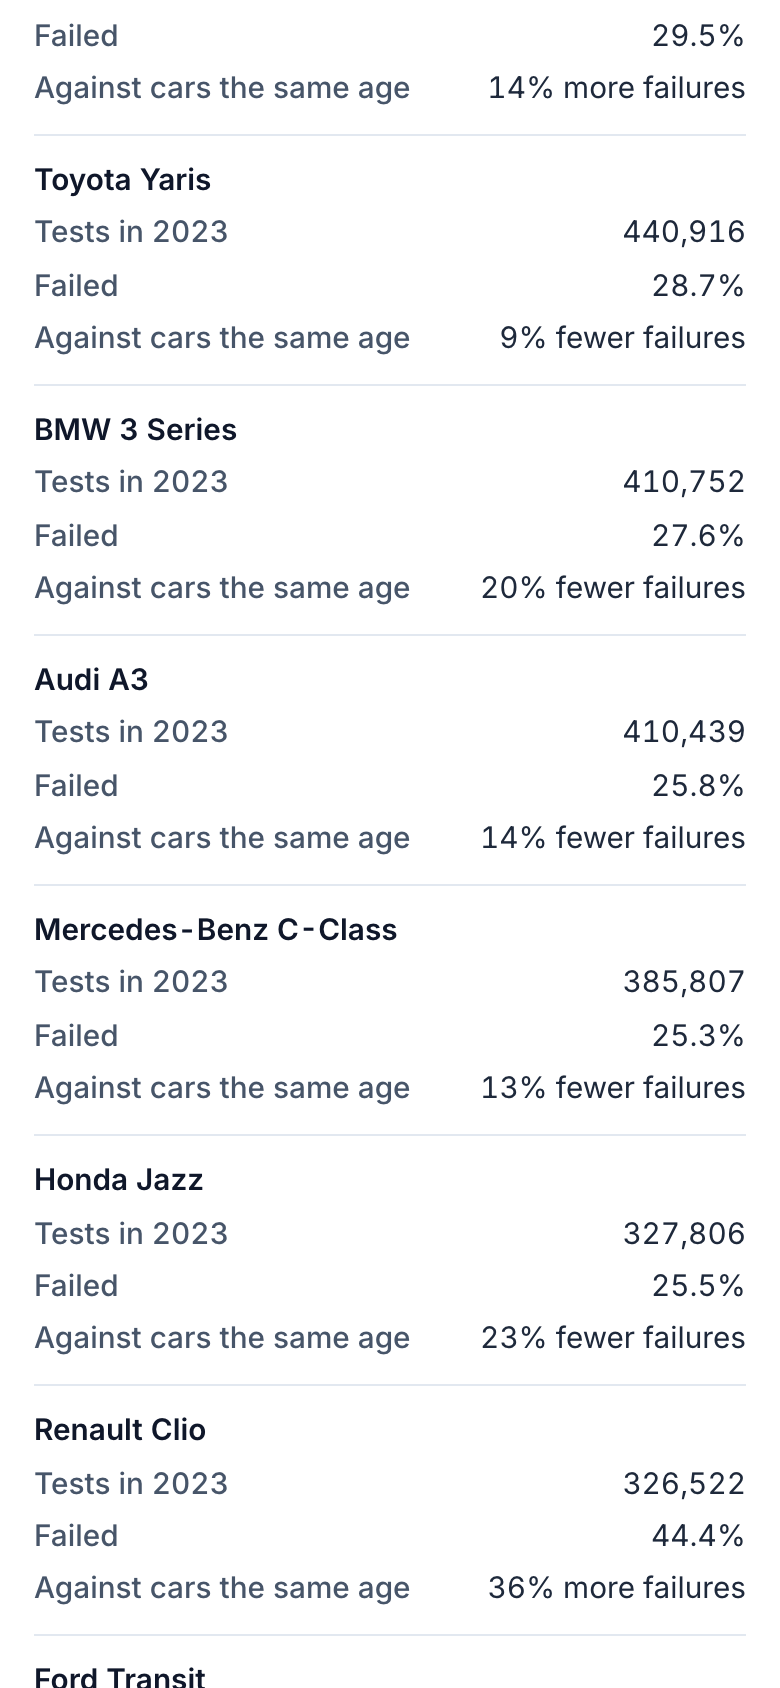 Failed 29.5%
Against cars the same age 14% more failures
Toyota Yaris
Tests in 2023 440,916
Failed 28.7%
Against cars the same age 9% fewer failures
BMW 3 Series
Tests in 2023 410,752
Failed 27.6%
Against cars the same age 20% fewer failures
Audi A3
Tests in 2023 410,439
Failed 25.8%
Against cars the same age 14% fewer failures
Mercedes-Benz C-Class
Tests in 2023 385,807
Failed 25.3%
Against cars the same age 13% fewer failures
Honda Jazz
Tests in 2023 327,806
Failed 25.5%
Against cars the same age 23% fewer failures
Renault Clio
Tests in 2023 326,522
Failed 44.4%
Against cars the same age 36% more failures
Ford Transit